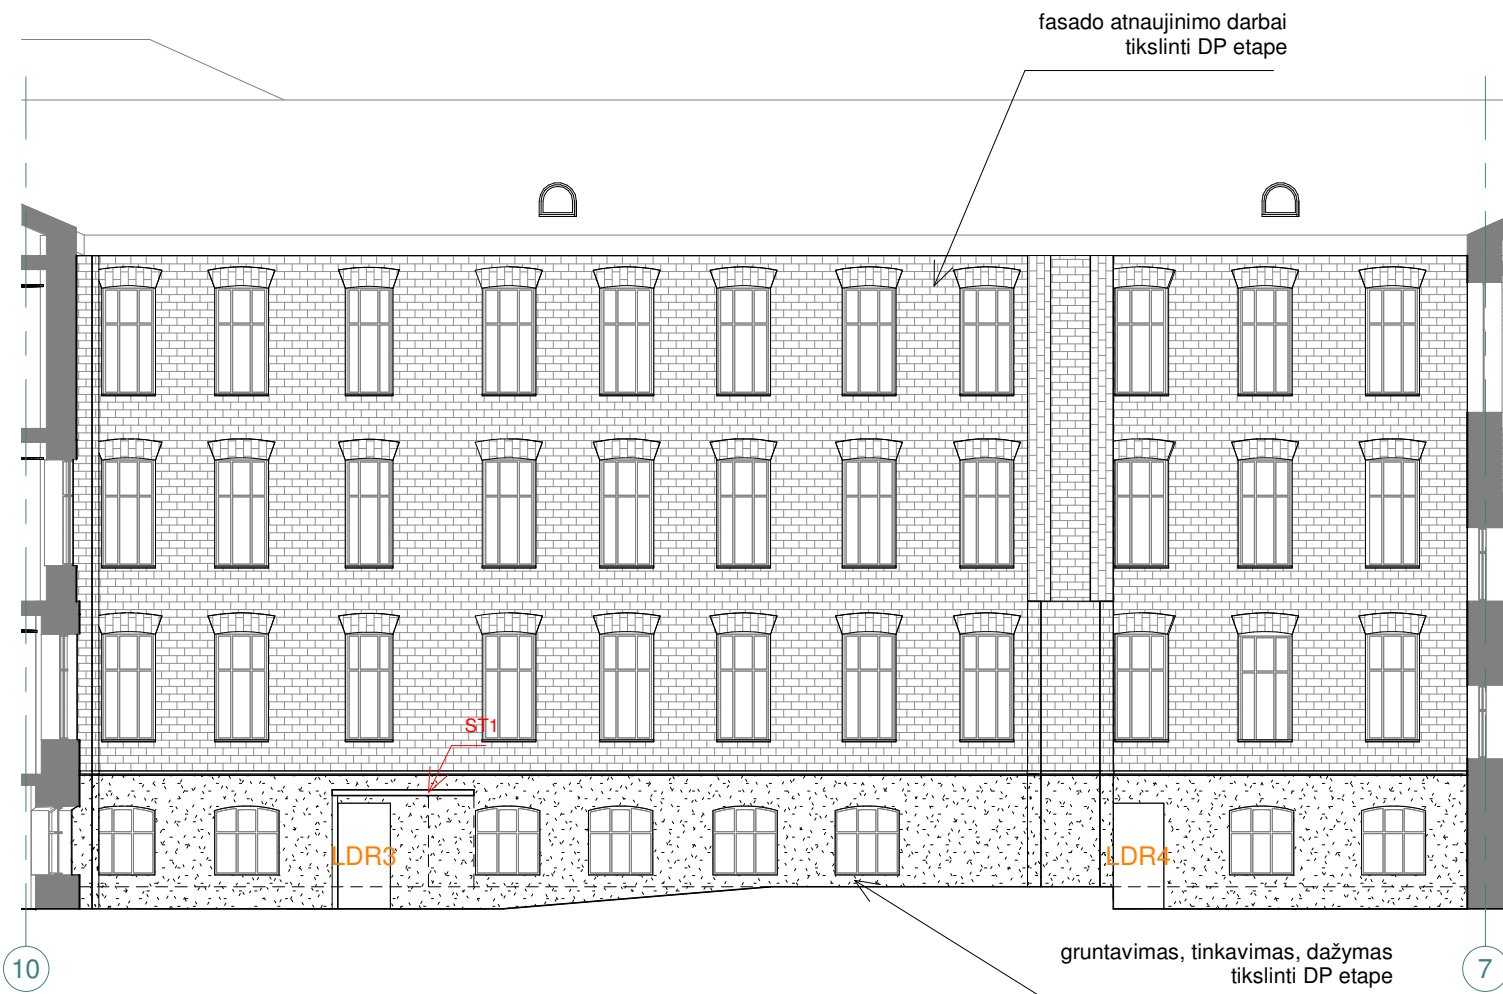 fasado atnaujinimo darbai
tikslinti DP etape
ST1
LDR3
LDR4
gruntavimas, tinkavimas, dažymas
tikslinti DP etape
10
7